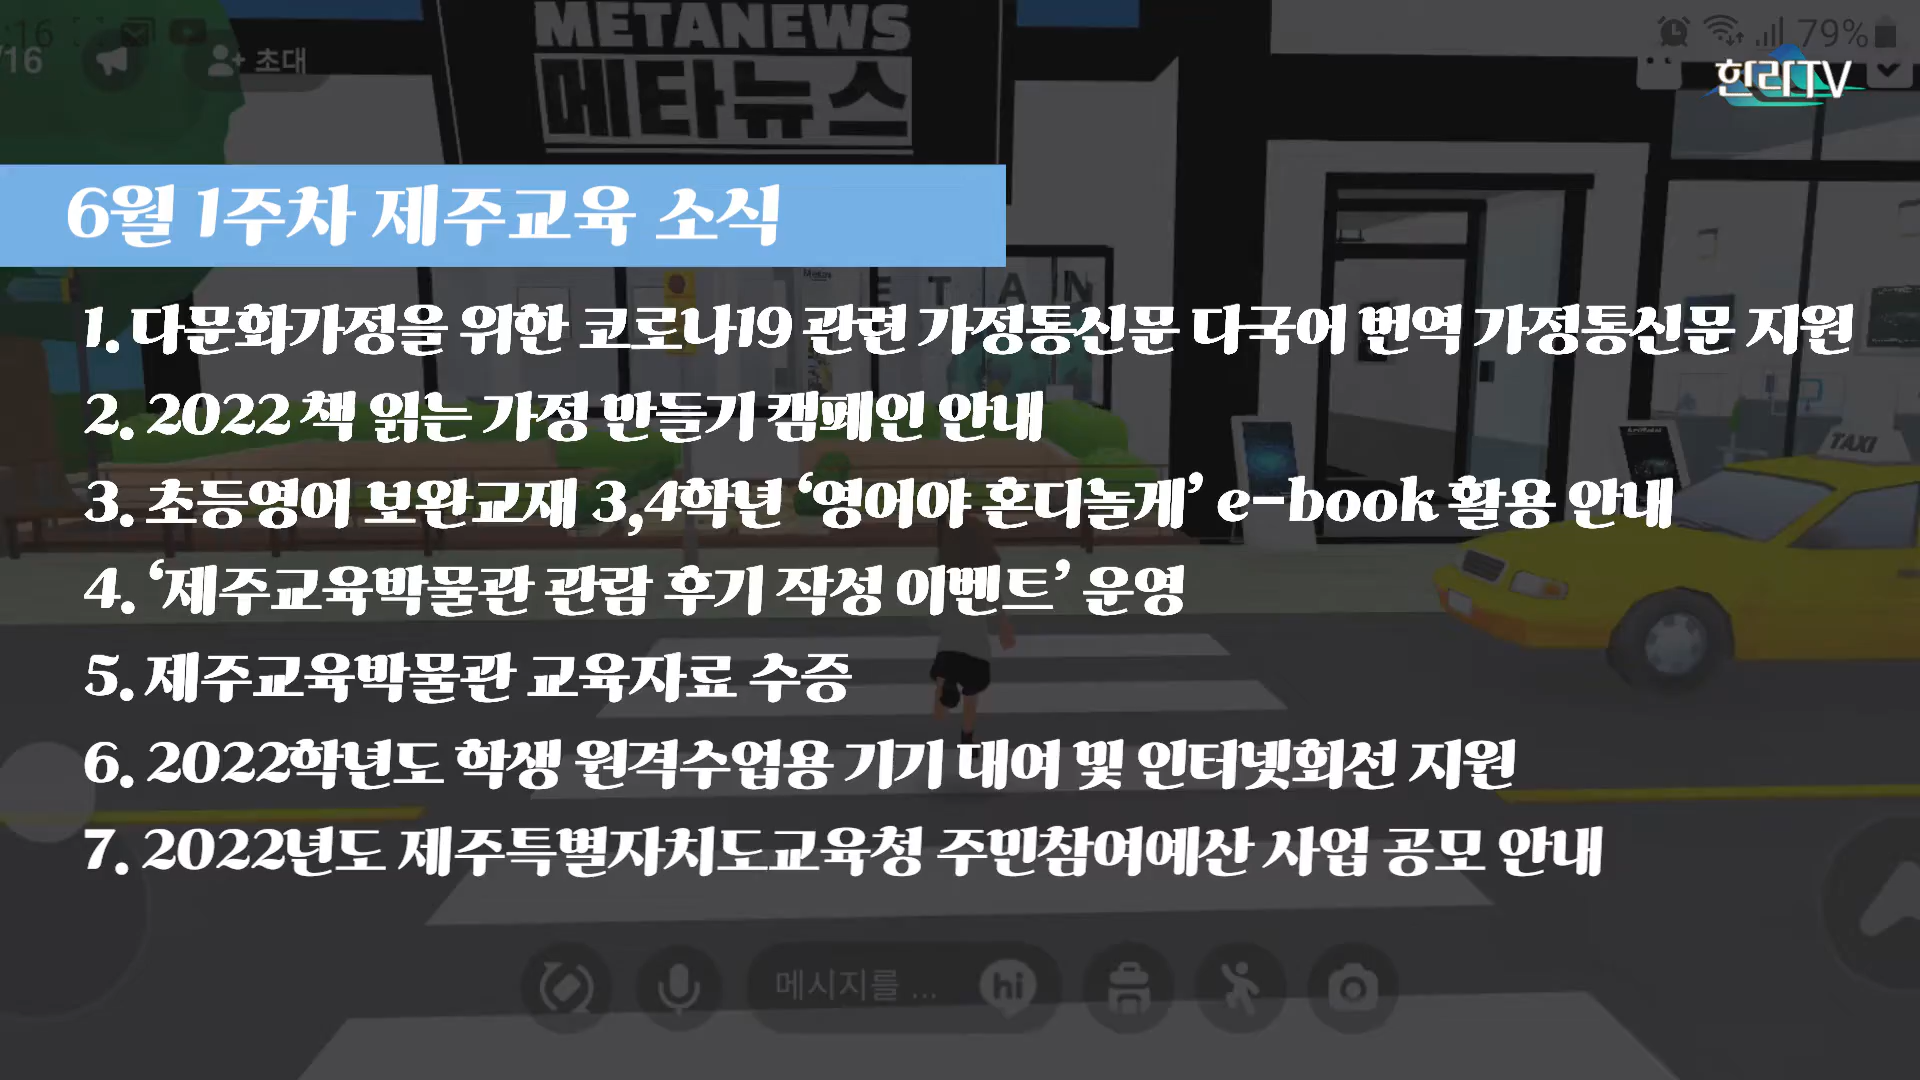 METANEWS
메타뉴스
:16
79%
/16
초대
한라TV
6월 1주차 제주교육 소식
E T A N
1. 다문화가정을 위한 코로나19 관련 가정통신문 다국어 번역 가정통신문 지원
2. 2022 책 읽는 가정 만들기 캠페인 안내
TAXI
3. 초등영어 보완교재 3,4학년 ‘영어야 혼디놀게’ e-book 활용 안내
4. ‘제주교육박물관 관람 후기 작성 이벤트’ 운영
5. 제주교육박물관 교육자료 수증
6. 2022학년도 학생 원격수업용 기기 대여 및 인터넷회선 지원
7. 2022년도 제주특별자치도교육청 주민참여예산 사업 공모 안내
메시지를 ...
hi